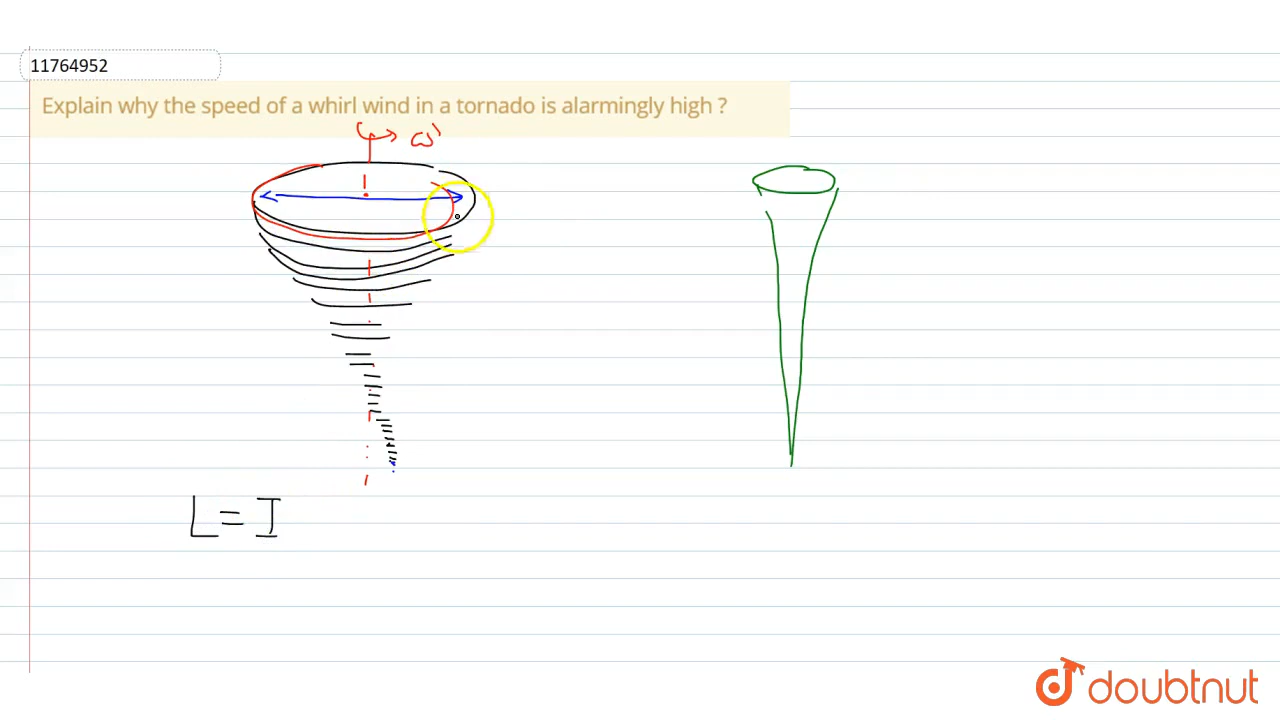 11764952
Explain why the speed of a whirl wind in a tornado is alarmingly high ?
ω'
L = I
doubtnut